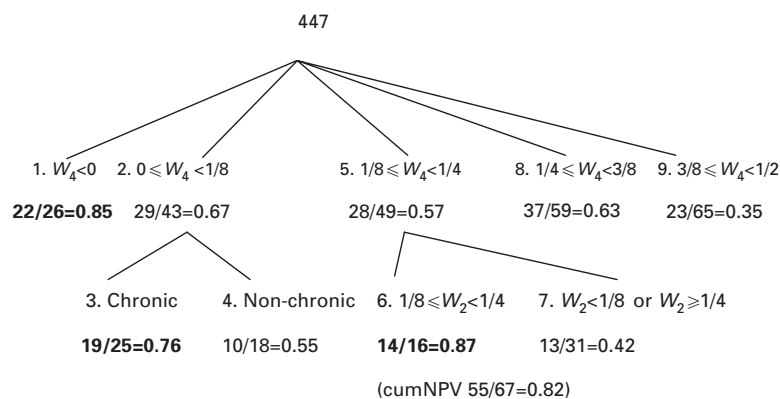 447
1. W₄<0 2. 0⩽W₄<1/8 5. 1/8⩽W₄<1/4 8. 1/4⩽W₄<3/8 9. 3/8⩽W₄<1/2
22/26=0.85 29/43=0.67 28/49=0.57 37/59=0.63 23/65=0.35
3. Chronic 4. Non-chronic 6. 1/8⩽W₂<1/4 7. W₂<1/8 or W₂⩾1/4
19/25=0.76 10/18=0.55 14/16=0.87 13/31=0.42
(cumNPV 55/67=0.82)